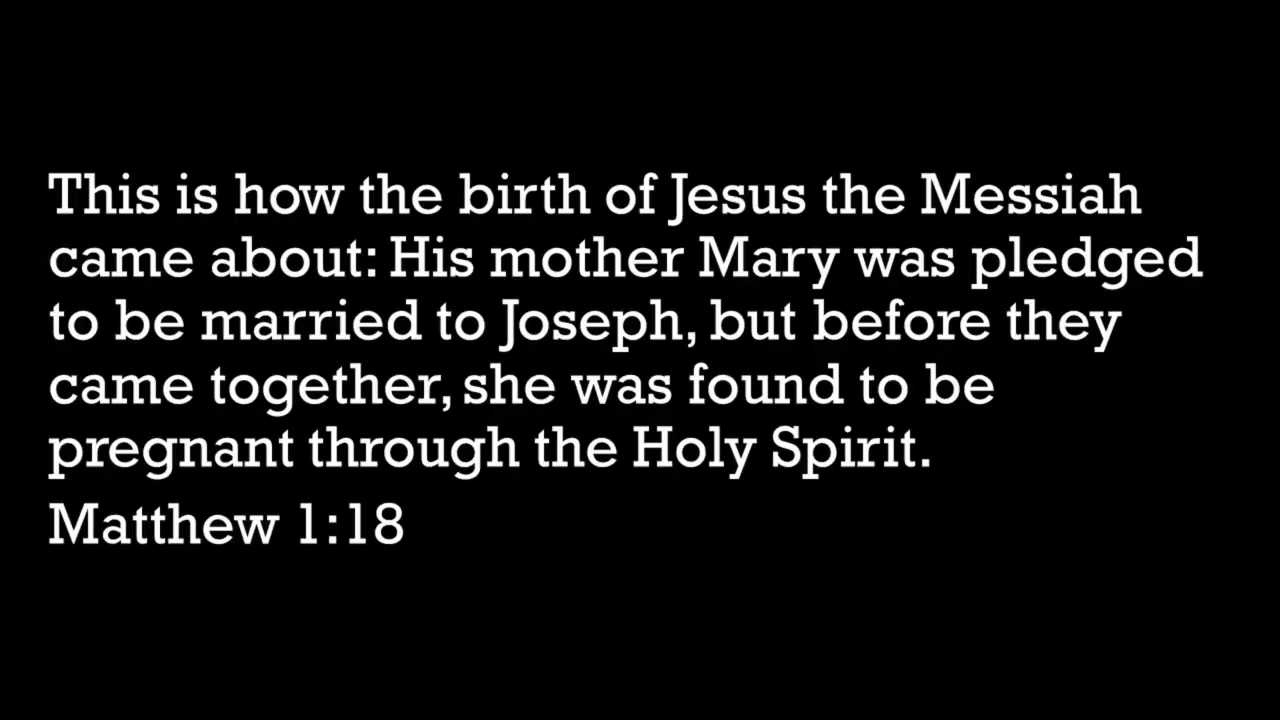 This is how the birth of Jesus the Messiah
came about: His mother Mary was pledged
to be married to Joseph, but before they
came together, she was found to be
pregnant through the Holy Spirit.
Matthew 1:18